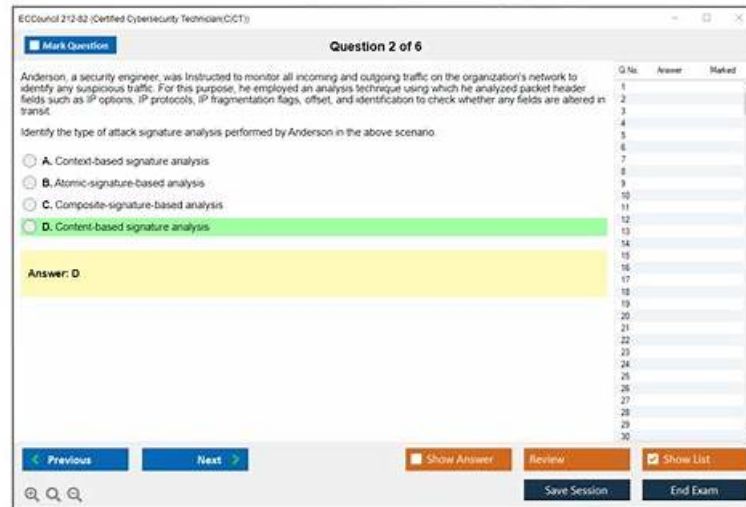 ECCouncil 212-82 (Certified Cybersecurity Technician(C|CT))
Mark Question
Question 2 of 6
Anderson, a security engineer, was Instructed to monitor all incoming and outgoing traffic on the organization's network to
identify any suspicious traffic. For this purpose, he employed an analysis technique using which he analyzed packet header
fields such as IP options, IP protocols, IP fragmentation flags, offset, and identification to check whether any fields are altered in
transit.
Identify the type of attack signature analysis performed by Anderson in the above scenario.
A. Context-based signature analysis
B. Atomic-signature-based analysis
C. Composite-signature-based analysis
D. Content-based signature analysis
Answer: D
Q.No. Answer Marked
1
2
3
4
5
6
7
8
9
10
11
12
13
14
15
16
17
18
19
20
21
22
23
24
25
26
27
28
29
30
Previous
Next
Show Answer
Review
Show List
Save Session
End Exam